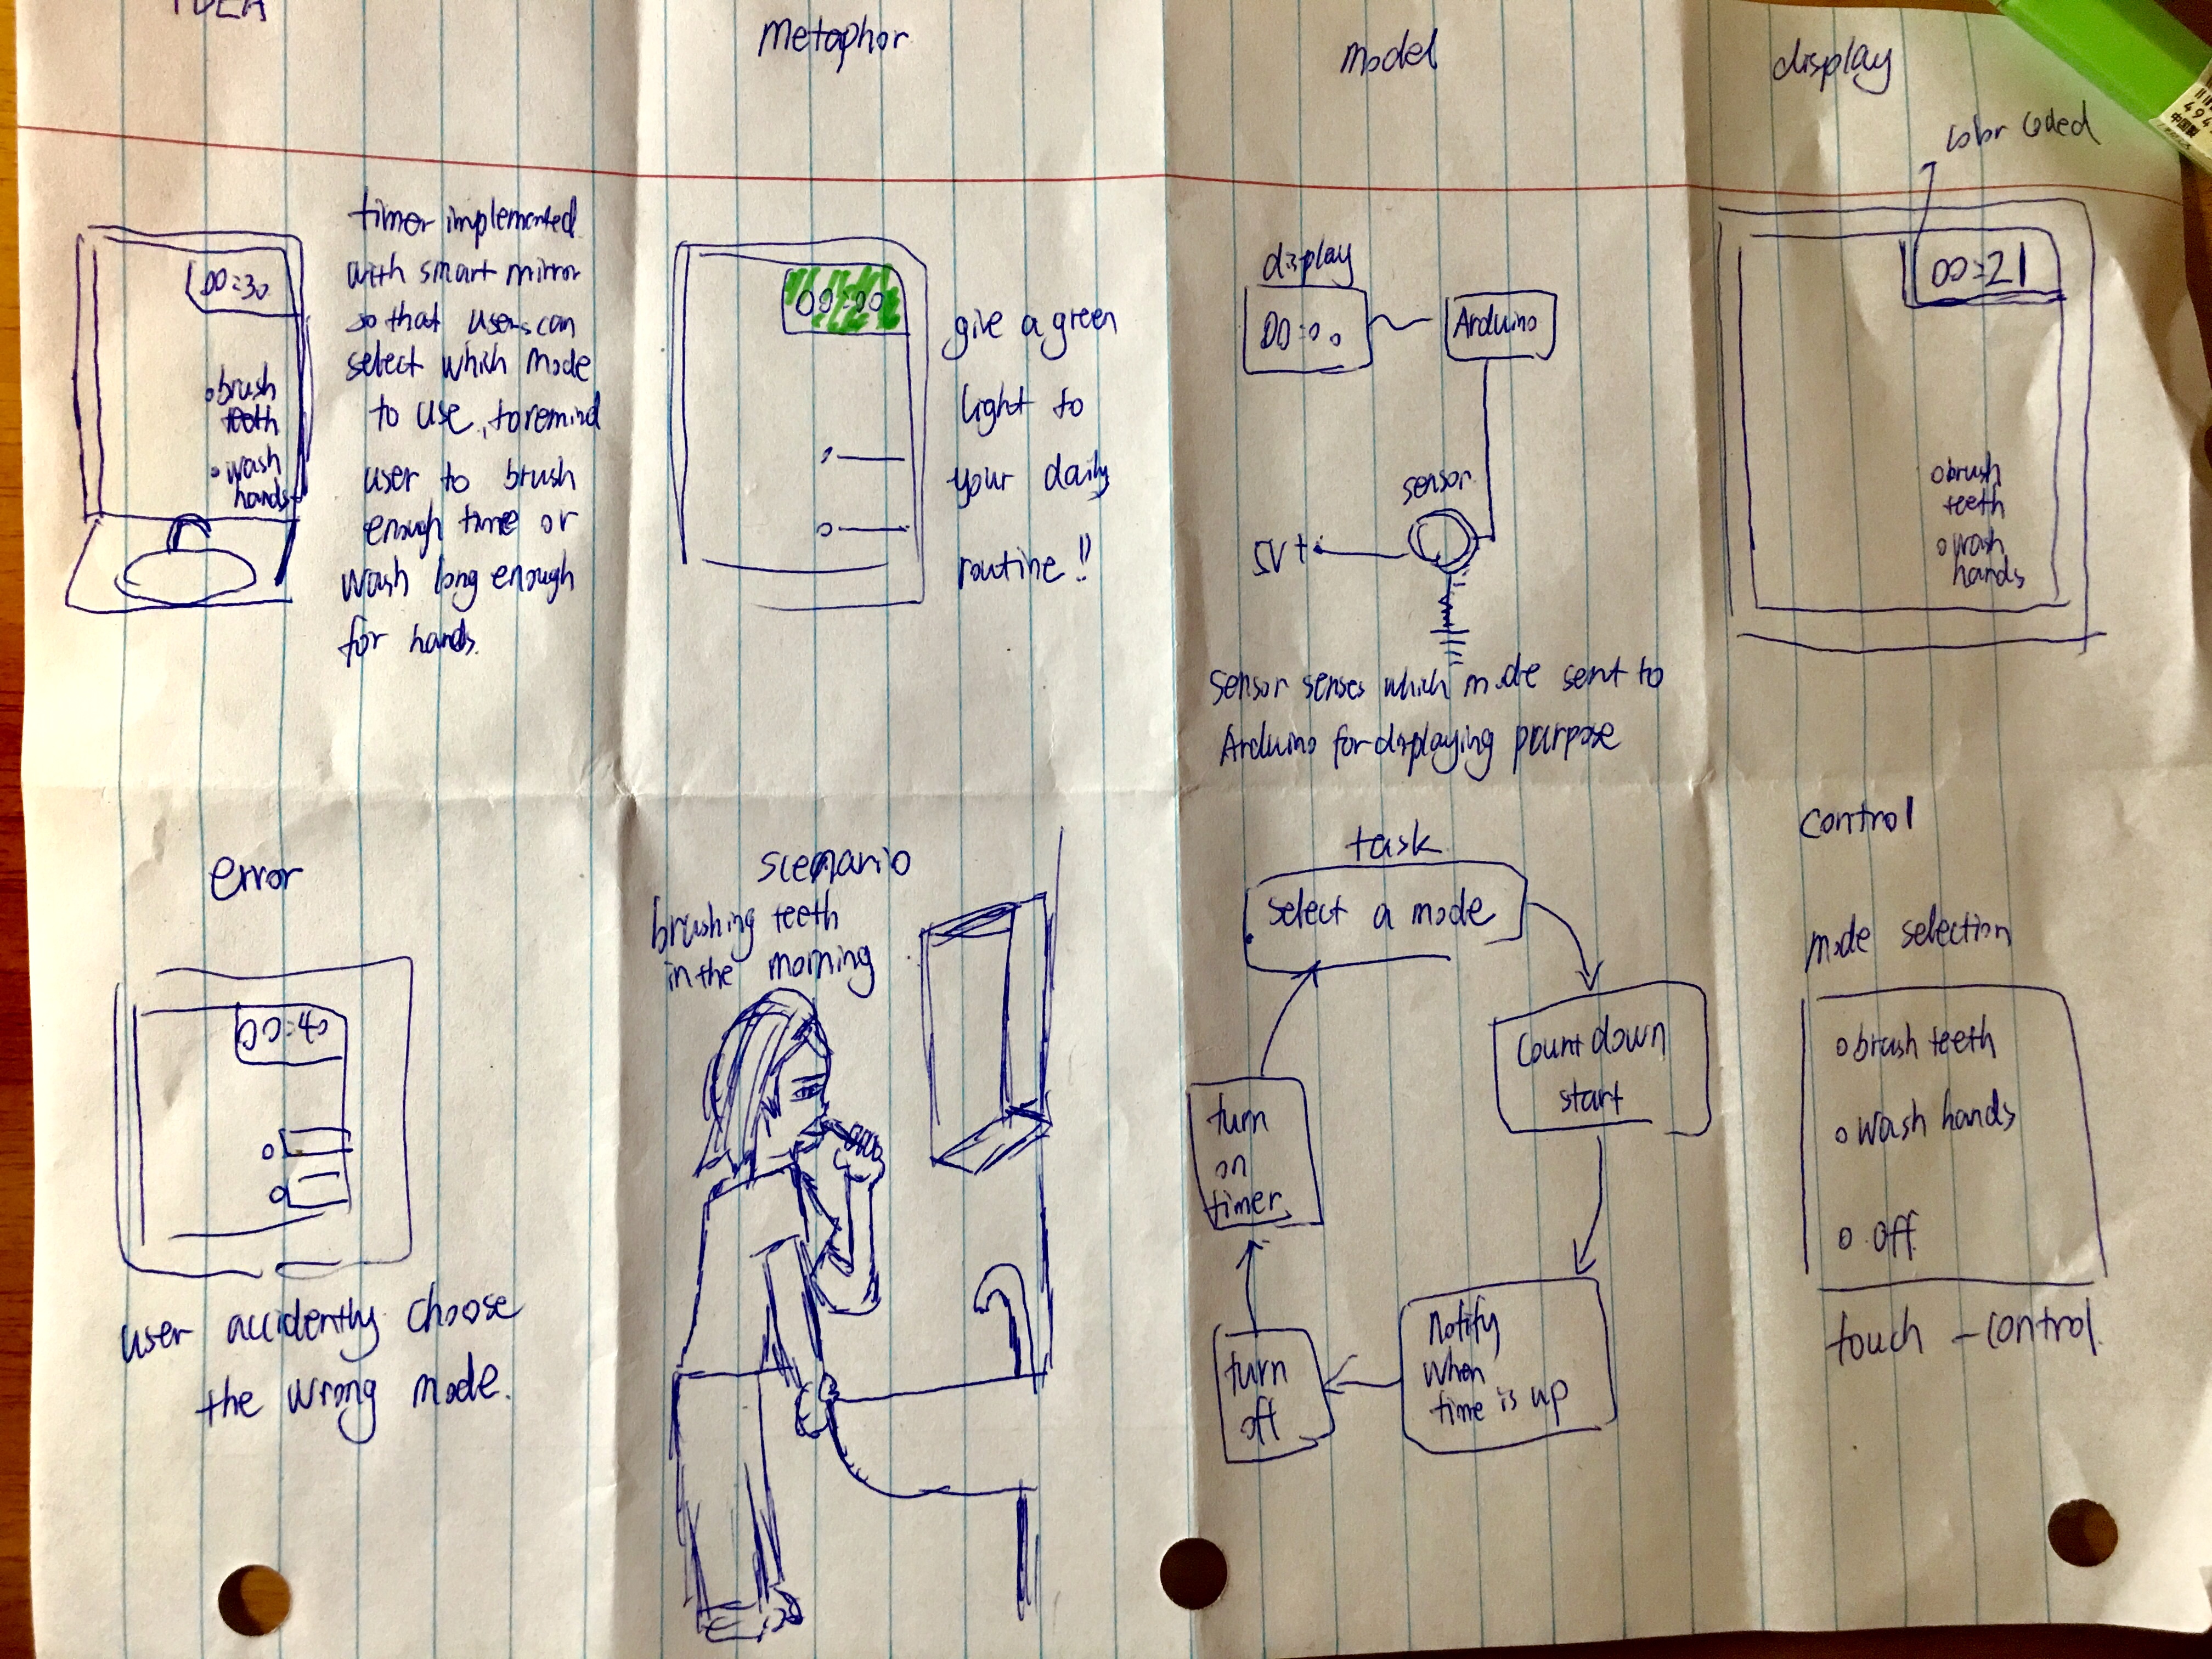 IDEA
00:30
brush
teeth
wash
hands
timer implemented
with smart mirror
so that users can
select which mode
to use, to remind
user to brush
enough time or
wash long enough
for hands.
Metaphor
00:00
give a green
light to
your daily
routine!!
Model
display
00:00
Arduino
sensor
5V+
sensor senses which mode sent to
Arduino for displaying purpose
display
color coded
00:21
brush
teeth
wash
hands
494
中国製
error
00:40
user accidently choose
the wrong mode.
scenario
brushing teeth
in the morning
task
select a mode
Count down
start
Notify
when
time is up
turn
off
turn
on
timer
control
mode selection
brush teeth
wash hands
off
touch - control.